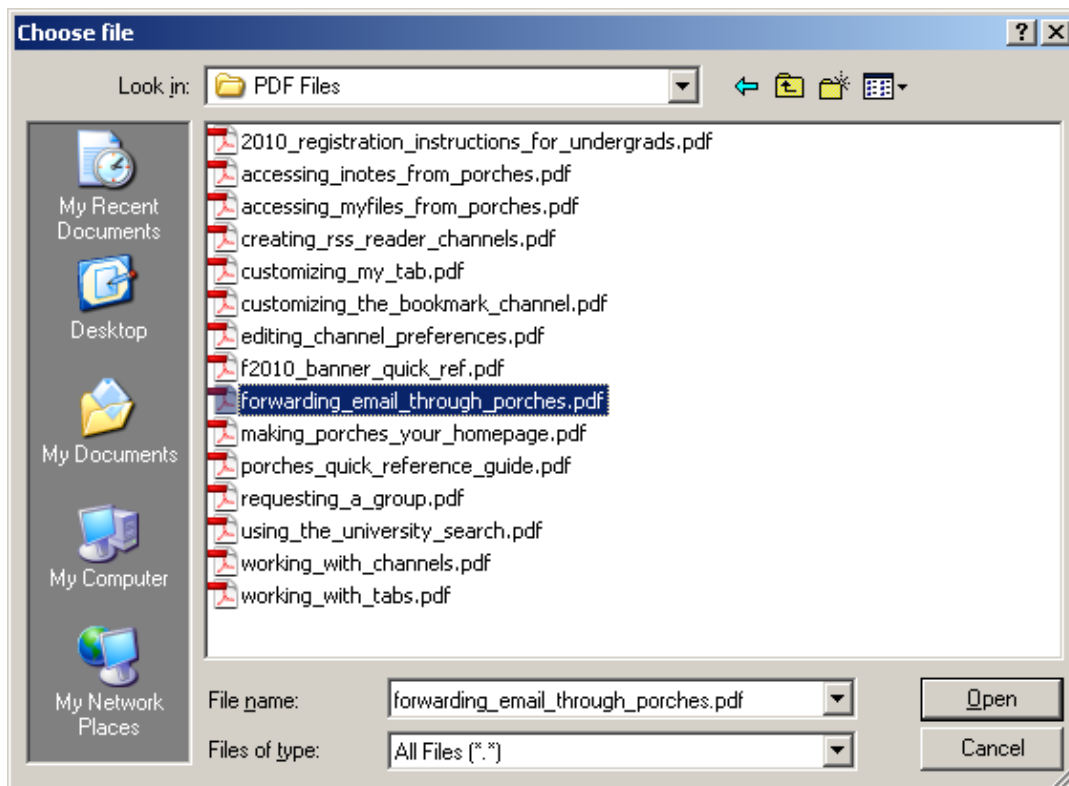 Choose file
Look in:
PDF Files
My Recent
Documents
Desktop
My Documents
My Computer
My Network
Places
2010_registration_instructions_for_undergrads.pdf
accessing_inotes_from_porches.pdf
accessing_myfiles_from_porches.pdf
creating_rss_reader_channels.pdf
customizing_my_tab.pdf
customizing_the_bookmark_channel.pdf
editing_channel_preferences.pdf
f2010_banner_quick_ref.pdf
forwarding_email_through_porches.pdf
making_porches_your_homepage.pdf
porches_quick_reference_guide.pdf
requesting_a_group.pdf
using_the_university_search.pdf
working_with_channels.pdf
working_with_tabs.pdf
File name:
forwarding_email_through_porches.pdf
Open
Files of type:
All Files (*.*)
Cancel